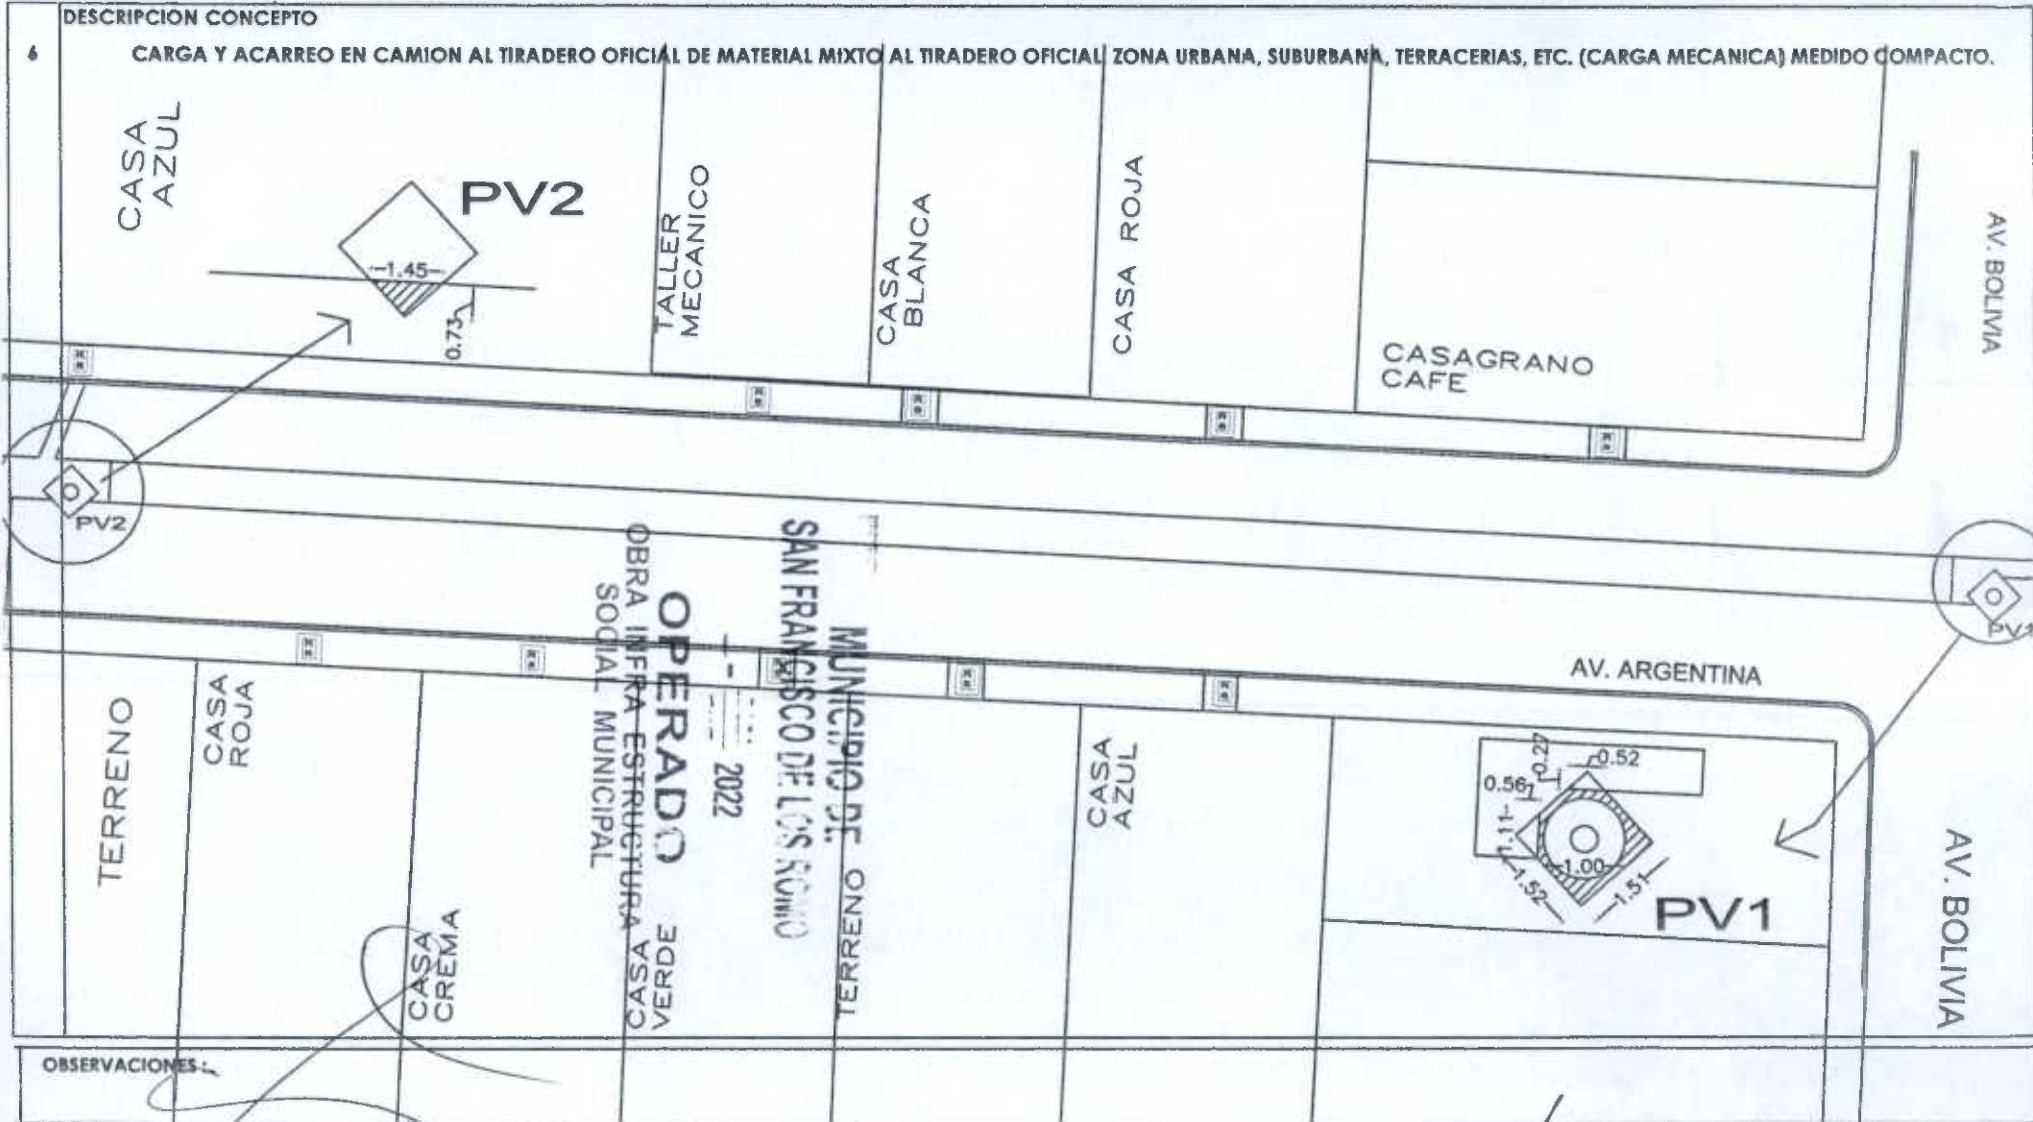 DESCRIPCION CONCEPTO
6 CARGA Y ACARREO EN CAMION AL TIRADERO OFICIAL DE MATERIAL MIXTO AL TIRADERO OFICIAL ZONA URBANA, SUBURBANA, TERRACERIAS, ETC. (CARGA MECANICA) MEDIDO COMPACTO.
CASA
AZUL
PV2
1.45
0.73
TALLER
MECANICO
CASA
BLANCA
CASA ROJA
CASAGRANO
CAFE
AV. BOLIVIA
PV2
PV1
AV. ARGENTINA
TERRENO
CASA
ROJA
CASA
CREMA
CASA
VERDE
TERRENO
CASA
AZUL
MUNICIPIO DE
SAN FRANCISCO DE LOS ROMO
2022
OPERADO
OBRA INFRA ESTRUCTURA
SOCIAL MUNICIPAL
0.27
0.52
0.56
1.11
1.00
1.52
1.51
PV1
AV. BOLIVIA
OBSERVACIONES: